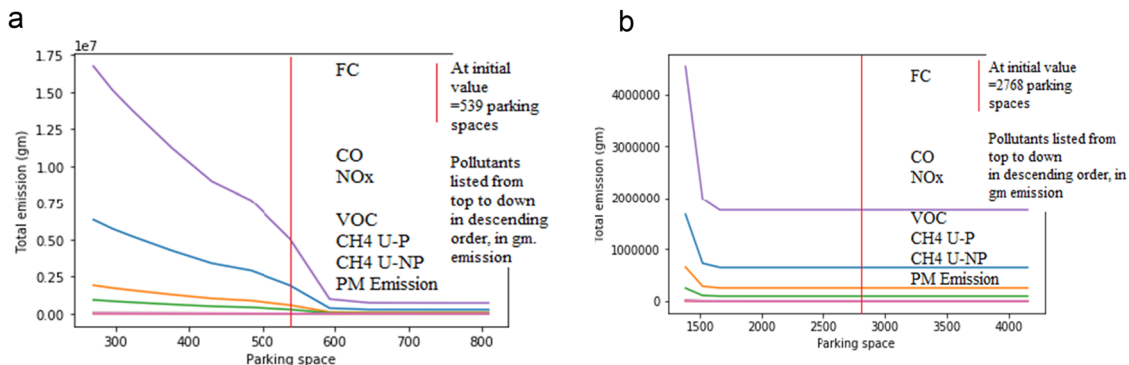 a
1e7
1.75
1.50
1.25
1.00
0.75
0.50
0.25
0.00
Total emission (gm)
300
400
500
600
700
800
Parking space
FC
CO
NOx
VOC
CH4 U-P
CH4 U-NP
PM Emission
At initial
value
=539 parking
spaces
Pollutants
listed from
top to down
in descending
order, in gm.
emission
b
4000000
3000000
2000000
1000000
0
Total emission (gm)
1500
2000
2500
3000
3500
4000
Parking space
FC
CO
NOx
VOC
CH4 U-P
CH4 U-NP
PM Emission
At initial value
=2768 parking
spaces
Pollutants listed from
top to down
in descending order, in
gm emission